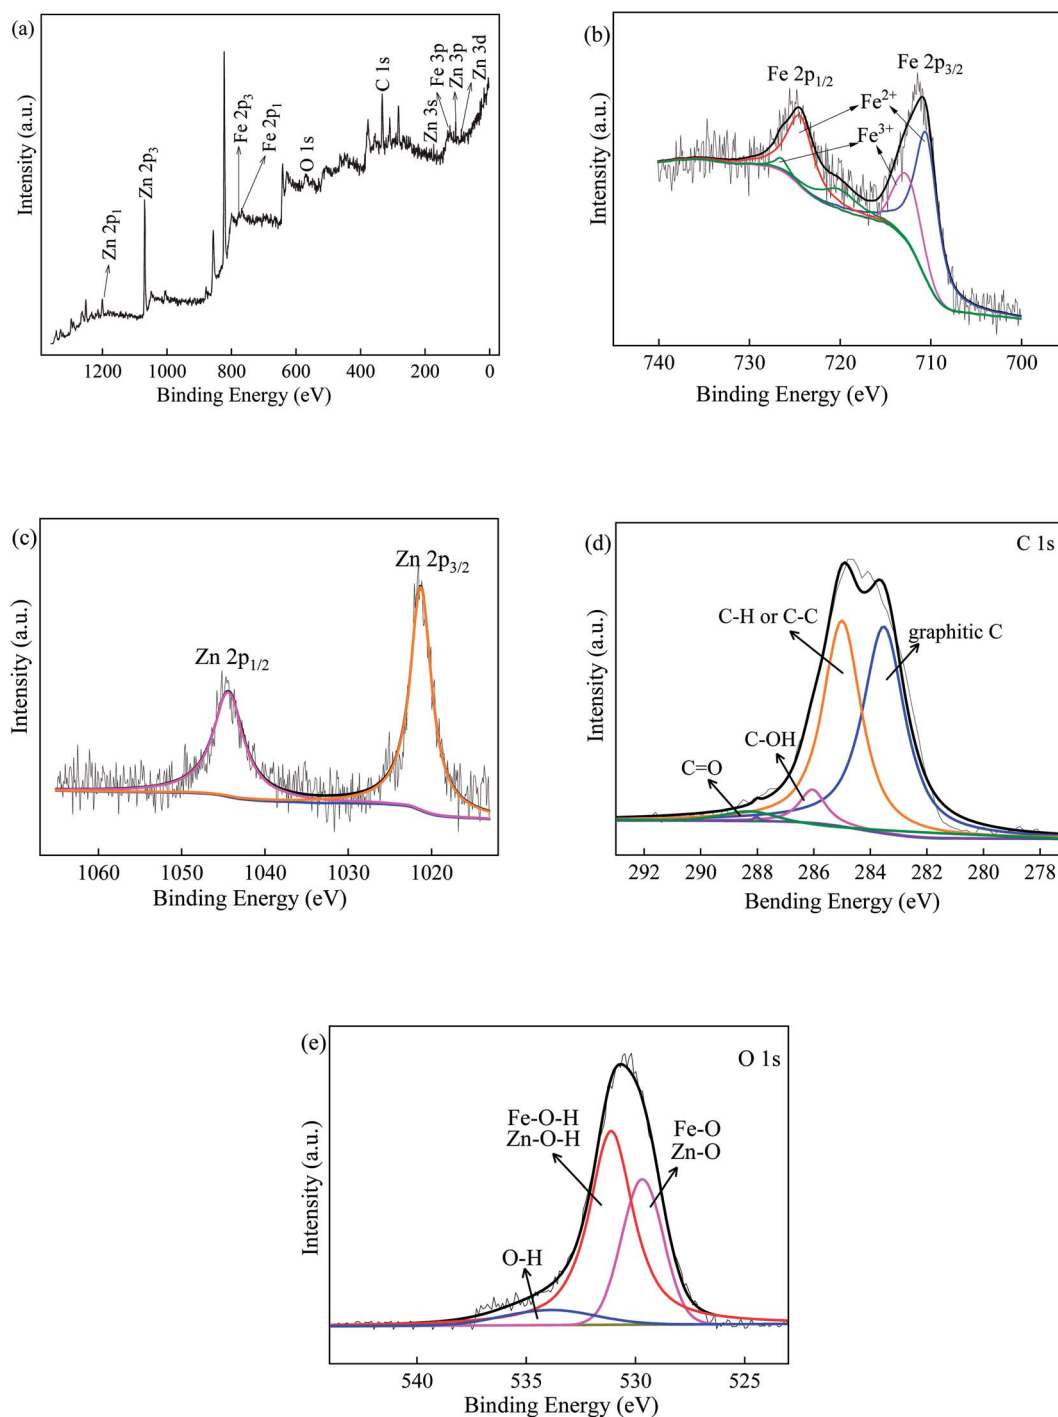 (a)
Intensity (a.u.)
Zn 2p1
Zn 2p3
Fe 2p3
Fe 2p1
O 1s
C 1s
Zn 3s
Fe 3p
Zn 3p
Zn 3d
1200 1000 800 600 400 200 0
Binding Energy (eV)
(b)
Intensity (a.u.)
Fe 2p1/2
Fe 2p3/2
Fe2+
Fe3+
740 730 720 710 700
Binding Energy (eV)
(c)
Intensity (a.u.)
Zn 2p1/2
Zn 2p3/2
1060 1050 1040 1030 1020
Binding Energy (eV)
(d)
C 1s
Intensity (a.u.)
C-H or C-C
graphitic C
C-OH
C=O
292 290 288 286 284 282 280 278
Bending Energy (eV)
(e)
O 1s
Intensity (a.u.)
Fe-O-H
Zn-O-H
Fe-O
Zn-O
O-H
540 535 530 525
Binding Energy (eV)